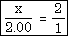 x/2.00 = 2/1